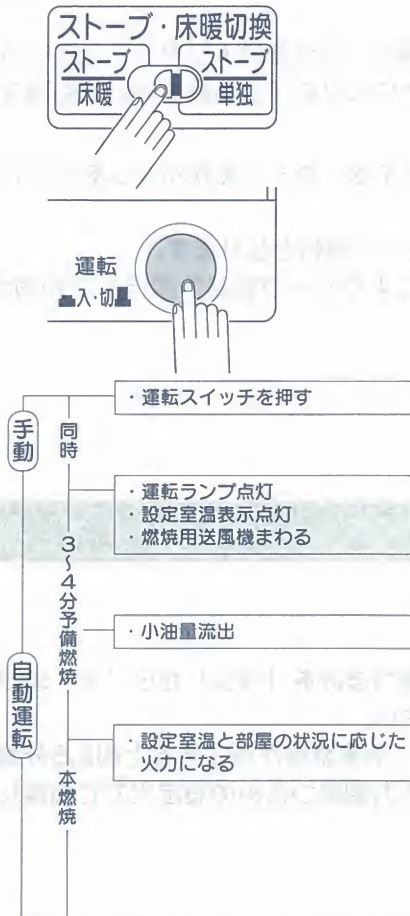 ストーブ・床暖切換
ストーブ
床暖
ストーブ
単独
運転
入・切
・運転スイッチを押す
手動
同時
・運転ランプ点灯
・設定室温表示点灯
・燃焼用送風機まわる
3~4分予備燃焼
・小油量流出
自動運転
・設定室温と部屋の状況に応じた
火力になる
本燃焼